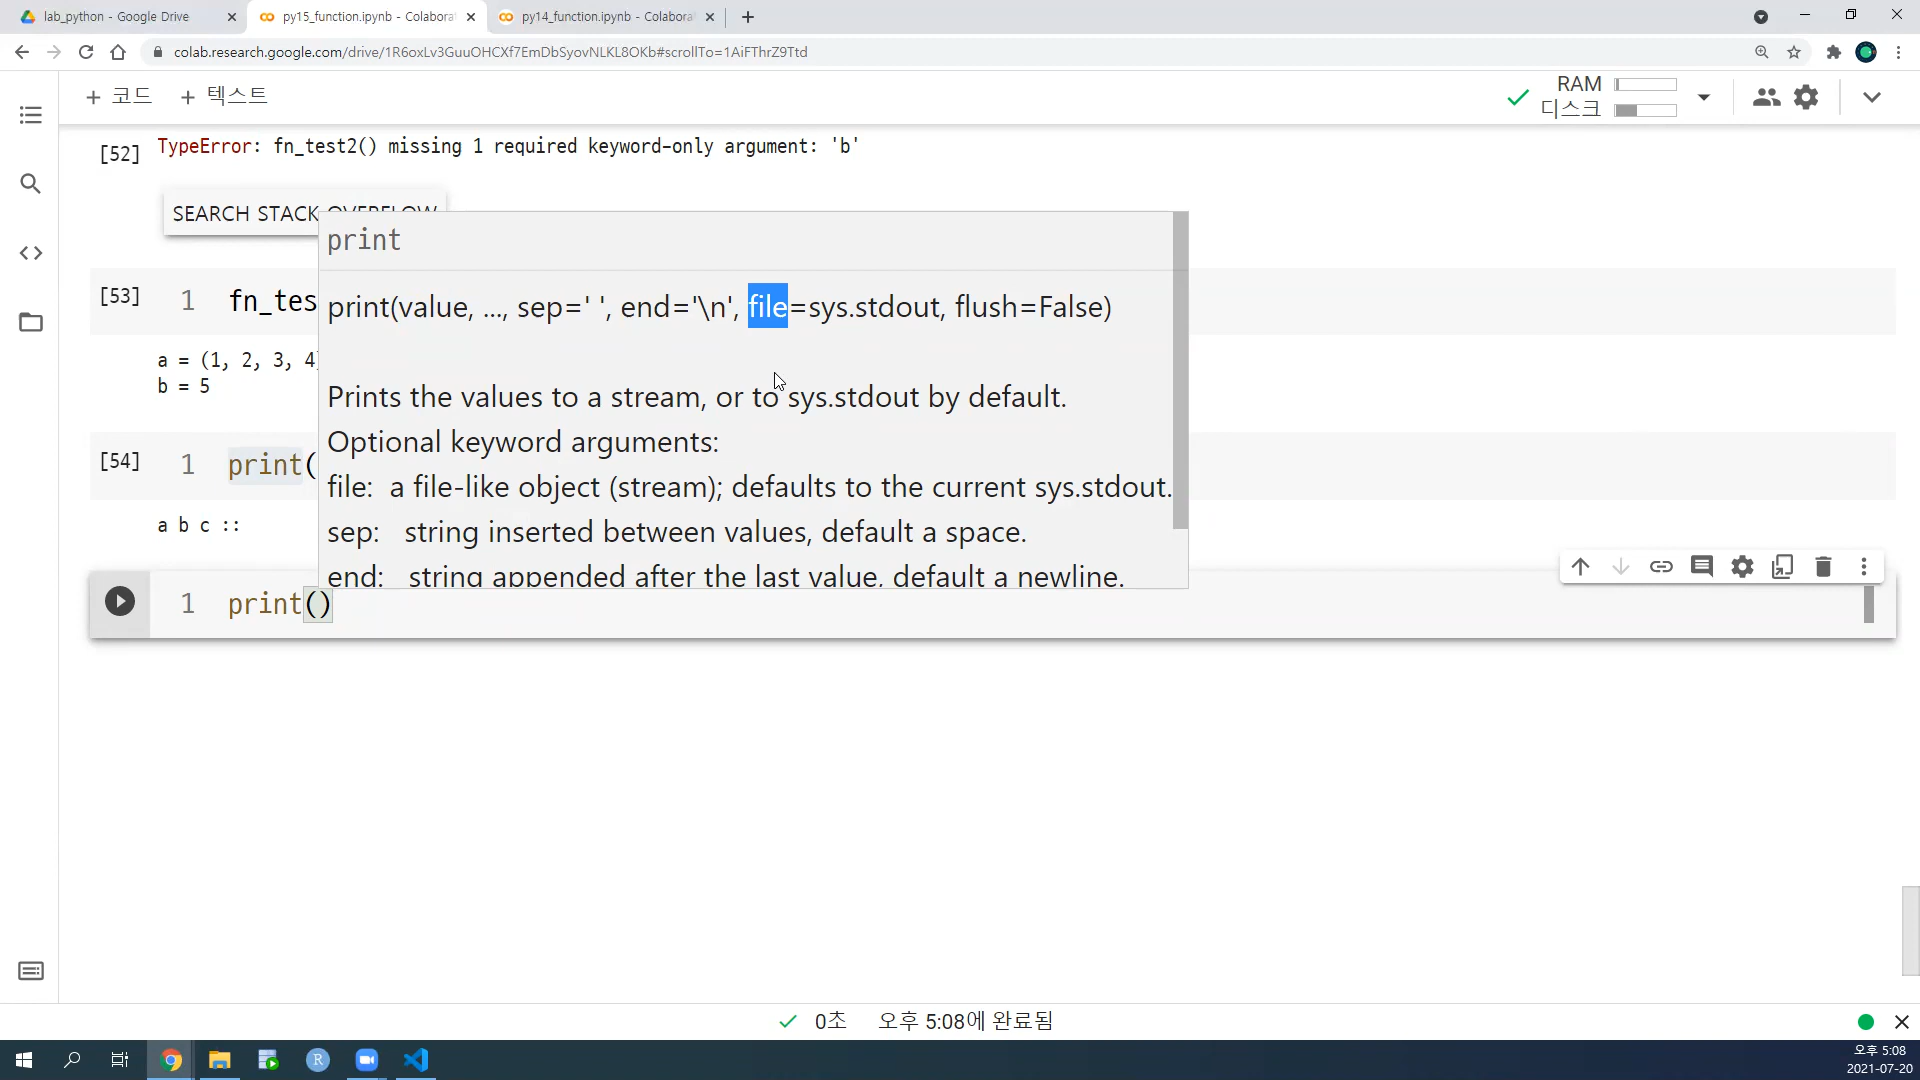 lab_python - Google Drive
py15_function.ipynb - Colaborat
py14_function.ipynb - Colaborat
colab.research.google.com/drive/1R6oxLv3GuuOHCXf7EmDbSyovNLKL8OKb#scrollTo=1AiFThrZ9Ttd
+ 코드 + 텍스트
RAM
디스크
[52] TypeError: fn_test2() missing 1 required keyword-only argument: 'b'
SEARCH STACK OVERFLOW
print
print(value, ..., sep=' ', end='\n', file=sys.stdout, flush=False)
Prints the values to a stream, or to sys.stdout by default.
Optional keyword arguments:
file: a file-like object (stream); defaults to the current sys.stdout.
sep: string inserted between values, default a space.
end: string appended after the last value, default a newline.
[53] 1 fn_tes
a = (1, 2, 3, 4)
b = 5
[54] 1 print(
a b c ::
1 print()
0초 오후 5:08에 완료됨
오후 5:08
2021-07-20